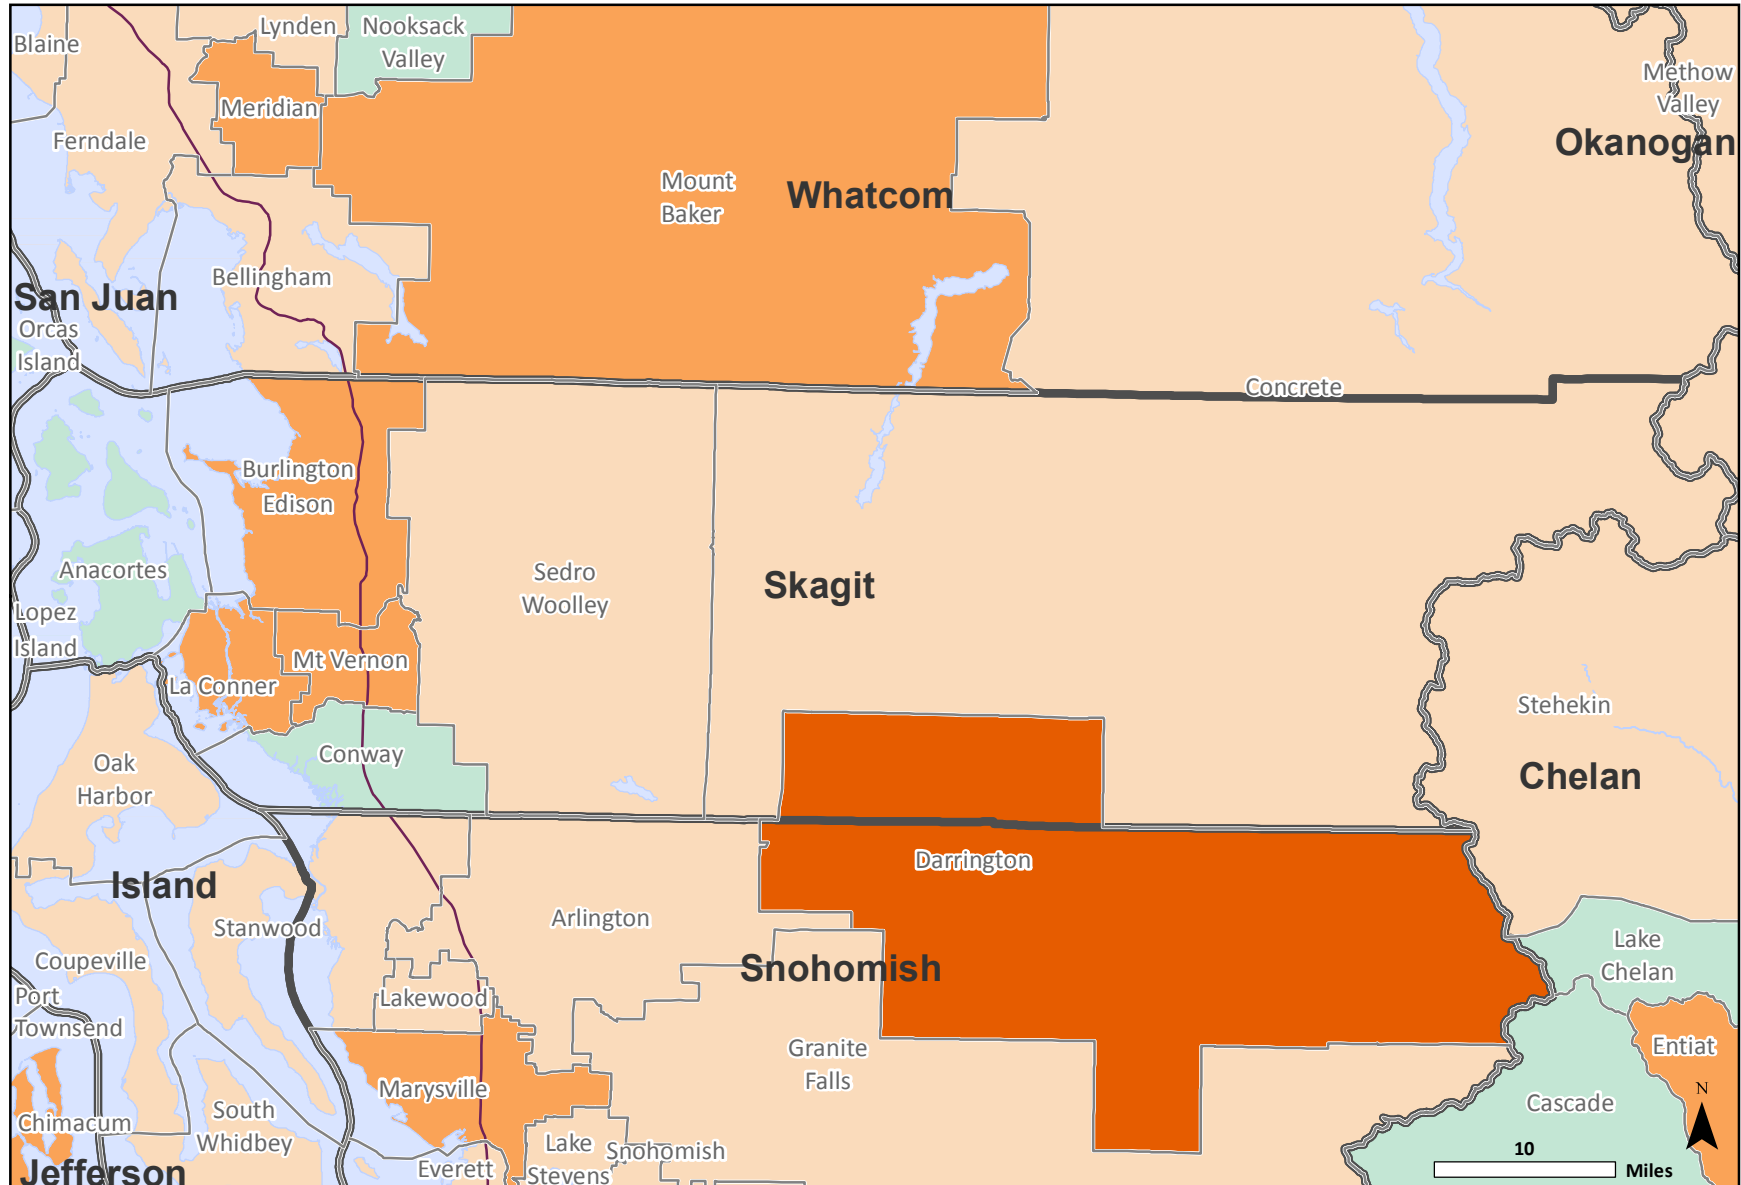 Blaine
Lynden
Nooksack
Valley
Methow
Valley
Meridian
Ferndale
Okanogan
Mount
Baker
Whatcom
Bellingham
San Juan
Orcas
Island
Concrete
Burlington
Edison
Anacortes
Sedro
Woolley
Skagit
Lopez
Island
Mt Vernon
La Conner
Stehekin
Conway
Oak
Harbor
Chelan
Darrington
Island
Stanwood
Arlington
Lake
Chelan
Coupeville
Snohomish
Port
Townsend
Lakewood
Granite
Falls
Entiat
Marysville
N
Chimacum
South
Whidbey
Cascade
Lake
Stevens
Snohomish
Everett
10
Miles
Jefferson